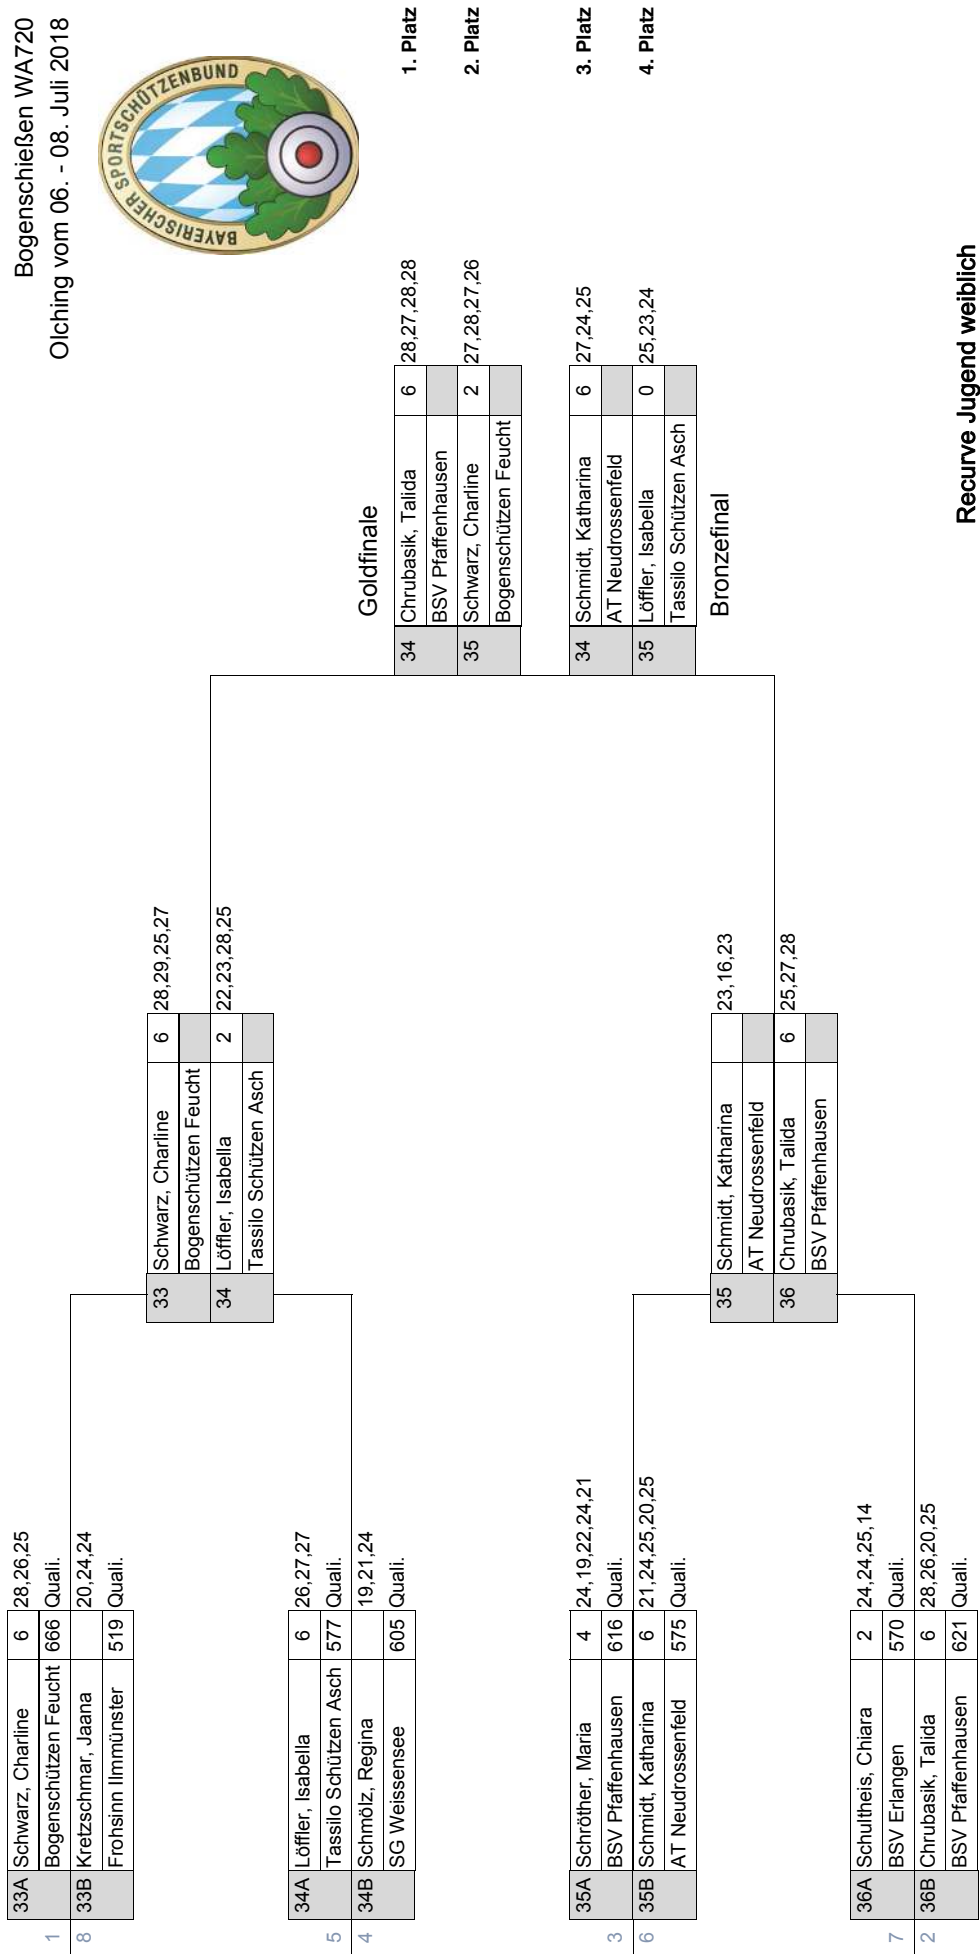 Bogenschießen WA720
Olching vom 06. - 08. Juli 2018
BAYERISCHER SPORTSCHÜTZENBUND
1 33A Schwarz, Charline 6 28,26,25
Bogenschützen Feucht 666 Quali.
8 33B Kretzschmar, Jaana 20,24,24
Frohsinn Ilmmünster 519 Quali.
5 34A Löffler, Isabella 6 26,27,27
Tassilo Schützen Asch 577 Quali.
4 34B Schmölz, Regina 19,21,24
SG Weissensee 605 Quali.
3 35A Schröther, Maria 4 24,19,22,24,21
BSV Pfaffenhausen 616 Quali.
6 35B Schmidt, Katharina 6 21,24,25,20,25
AT Neudrossenfeld 575 Quali.
7 36A Schultheis, Chiara 2 24,24,25,14
BSV Erlangen 570 Quali.
2 36B Chrubasik, Talida 6 28,26,20,25
BSV Pfaffenhausen 621 Quali.
33 Schwarz, Charline 6 28,29,25,27
Bogenschützen Feucht
34 Löffler, Isabella 2 22,23,28,25
Tassilo Schützen Asch
35 Schmidt, Katharina 23,16,23
AT Neudrossenfeld
36 Chrubasik, Talida 6 25,27,28
BSV Pfaffenhausen
Goldfinale
34 Chrubasik, Talida 6 28,27,28,28 1. Platz
BSV Pfaffenhausen
35 Schwarz, Charline 2 27,28,27,26 2. Platz
Bogenschützen Feucht
34 Schmidt, Katharina 6 27,24,25 3. Platz
AT Neudrossenfeld
35 Löffler, Isabella 0 25,23,24 4. Platz
Tassilo Schützen Asch
Bronzefinal
Recurve Jugend weiblich